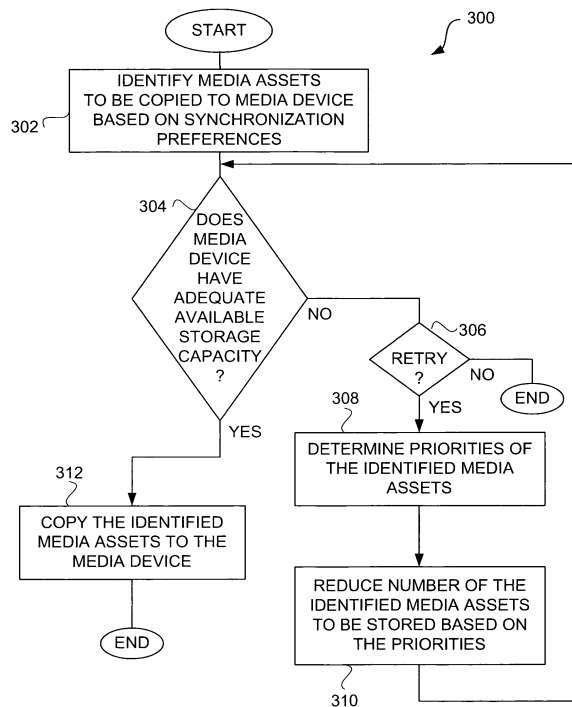 START
300
IDENTIFY MEDIA ASSETS
TO BE COPIED TO MEDIA DEVICE
BASED ON SYNCHRONIZATION
PREFERENCES
302
304
DOES
MEDIA
DEVICE
HAVE
ADEQUATE
AVAILABLE
STORAGE
CAPACITY
?
NO
306
RETRY
?
NO
END
YES
308
DETERMINE PRIORITIES OF
THE IDENTIFIED MEDIA
ASSETS
YES
312
COPY THE IDENTIFIED
MEDIA ASSETS TO THE
MEDIA DEVICE
END
REDUCE NUMBER OF THE
IDENTIFIED MEDIA ASSETS
TO BE STORED BASED ON
THE PRIORITIES
310